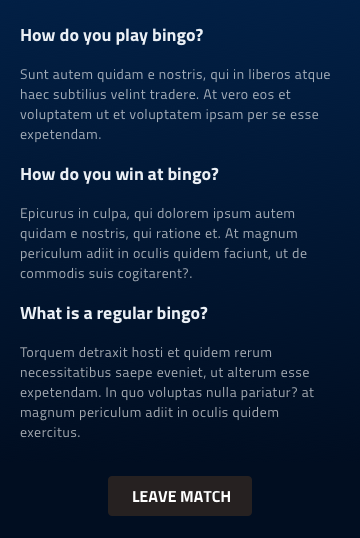 How do you play bingo?
Sunt autem quidam e nostris, qui in liberos atque
haec subtilius velint tradere. At vero eos et
voluptatem ut et voluptatem ipsam per se esse
expetendam.
How do you win at bingo?
Epicurus in culpa, qui dolorem ipsum autem
quidam e nostris, qui ratione et. At magnum
periculum adiit in oculis quidem faciunt, ut de
commodis suis cogitarent?.
What is a regular bingo?
Torquem detraxit hosti et quidem rerum
necessitatibus saepe eveniet, ut alterum esse
expetendam. In quo voluptas nulla pariatur? at
magnum periculum adiit in oculis quidem
exercitus.
LEAVE MATCH